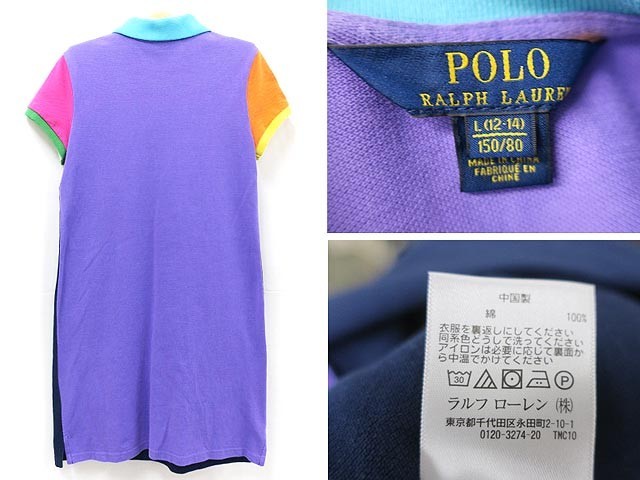 POLO
RALPH LAUREN
L (12-14)
150/80
MADE IN CHINA
FABRIQUÉ EN
CHINE
中国製
綿 100%
衣服を裏返しにしてください
同系色どうしで洗ってください
アイロンは必要に応じて裏面か
ら中温でかけてください
30
P
ラルフ ローレン (株)
東京都千代田区永田町2-10-1
0120-3274-20 TMC10